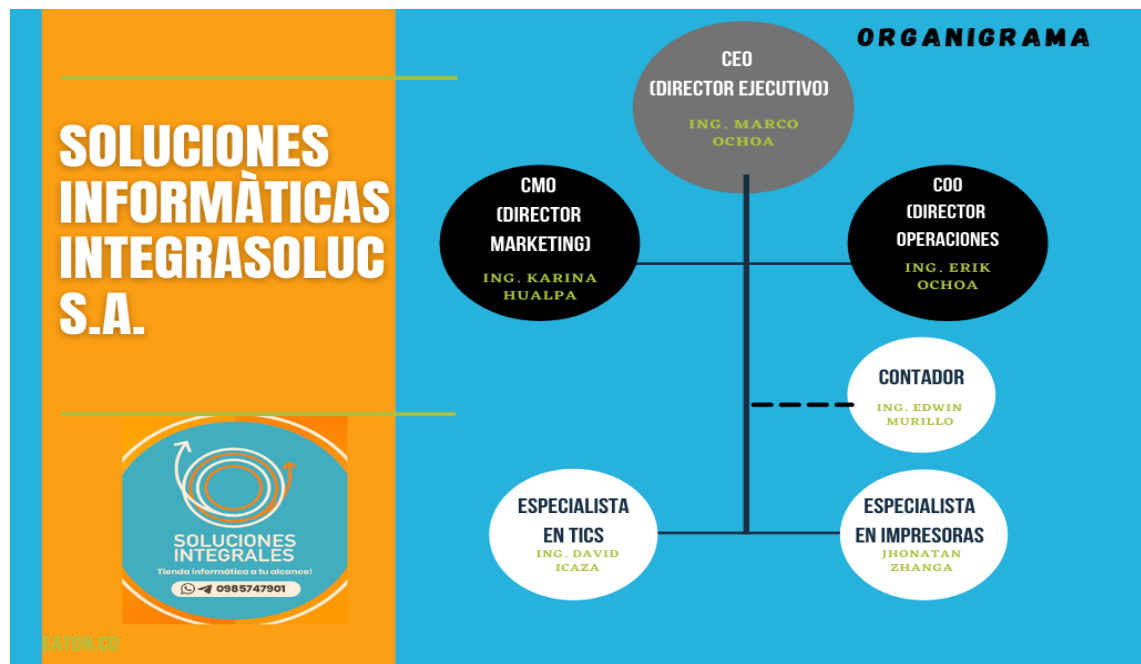 ORGANIGRAMA
SOLUCIONES
INFORMÀTICAS
INTEGRASOLUC
S.A.
CEO
(DIRECTOR EJECUTIVO)
ING. MARCO
OCHOA
CMO
(DIRECTOR
MARKETING)
ING. KARINA
HUALPA
COO
(DIRECTOR
OPERACIONES
ING. ERIK
OCHOA
CONTADOR
ING. EDWIN
MURILLO
ESPECIALISTA
EN TICS
ING. DAVID
ICAZA
ESPECIALISTA
EN IMPRESORAS
JHONATAN
ZHANGA
SOLUCIONES
INTEGRALES
Tienda informática a tu alcance!
0985747901
EATON.CO